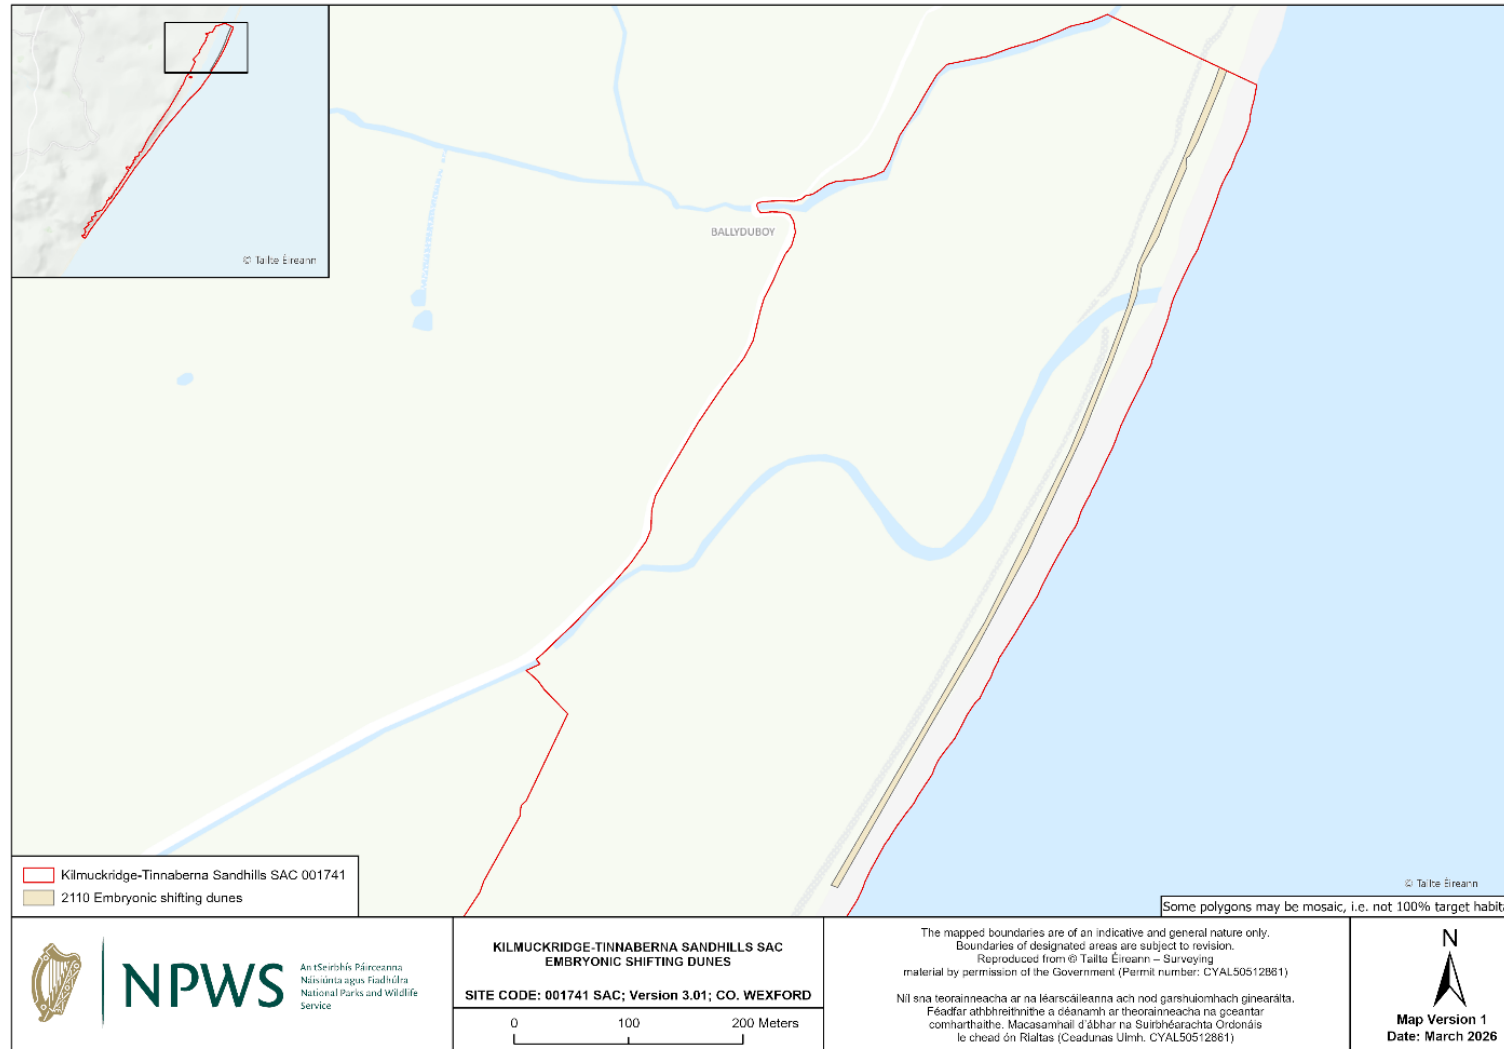 © Tailte Éireann
BALLYDUBOY
Kilmuckridge-Tinnaberna Sandhills SAC 001741
2110 Embryonic shifting dunes
© Tailte Éireann
Some polygons may be mosaic, i.e. not 100% target habita
NPWS
An tSeirbhís Páirceanna
Náisiúnta agus Fiadhúlra
National Parks and Wildlife
Service
KILMUCKRIDGE-TINNABERNA SANDHILLS SAC
EMBRYONIC SHIFTING DUNES
SITE CODE: 001741 SAC; Version 3.01; CO. WEXFORD
0 100 200 Meters
The mapped boundaries are of an indicative and general nature only.
Boundaries of designated areas are subject to revision.
Reproduced from © Tailte Éireann – Surveying
material by permission of the Government (Permit number: CYAL50512861)
Níl sna teorainneacha ar na léarscáileanna ach nod garshuiomhach ginearálta.
Féadfar athbhreithnithe a déanamh ar theorainneacha na gceantar
comharthaithe. Macasamhail d'ábhar na Suirbhéarachta Ordonáis
le chead ón Rialtas (Ceadunas Uimh. CYAL50512861)
N
Map Version 1
Date: March 2026